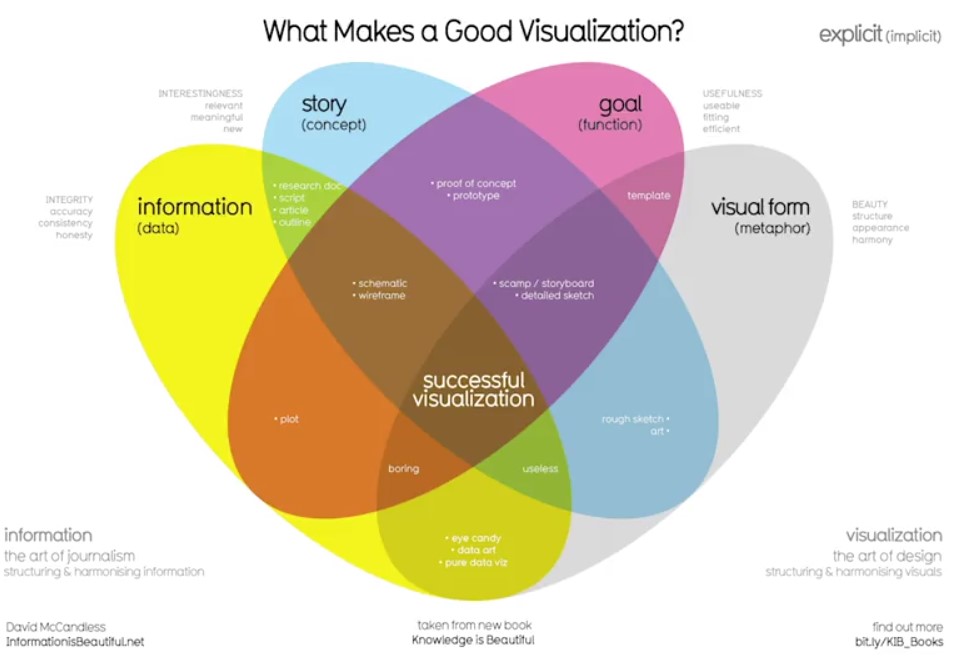 What Makes a Good Visualization?
explicit (implicit)
INTERESTINGNESS
relevant
meaningful
new
story
(concept)
goal
(function)
USEFULNESS
useable
fitting
efficient
INTEGRITY
accuracy
consistency
honesty
information
(data)
• research doc
• script
• article
• outline
• proof of concept
• prototype
template
visual form
(metaphor)
BEAUTY
structure
appearance
harmony
• schematic
• wireframe
• scamp / storyboard
• detailed sketch
successful
visualization
• plot
rough sketch •
art •
boring
useless
• eye candy
• data art
• pure data viz
information
the art of journalism
structuring & harmonising information
visualization
the art of design
structuring & harmonising visuals
David McCandless
InformationisBeautiful.net
taken from new book
Knowledge is Beautiful
find out more
bit.ly/KIB_Books